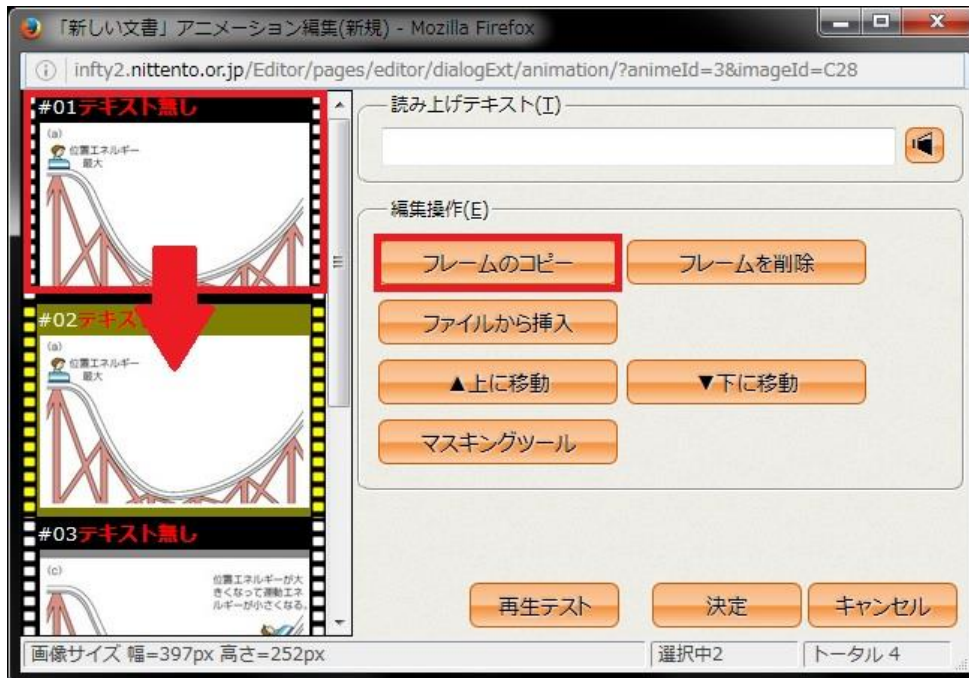 「新しい文書」アニメーション編集(新規) - Mozilla Firefox
infty2.nittento.or.jp/Editor/pages/editor/dialogExt/animation/?animeId=3&imageId=C28
#01テキスト無し
(a)
位置エネルギー
最大
#02テキス
(a)
位置エネルギー
最大
#03テキスト無し
(c)
位置エネルギーが大
きくなって運動エネ
ルギーが小さくなる。
読み上げテキスト(T)
編集操作(E)
フレームのコピー
フレームを削除
ファイルから挿入
▲上に移動
▼下に移動
マスキングツール
再生テスト
決定
キャンセル
画像サイズ 幅=397px 高さ=252px
選択中2
トータル 4